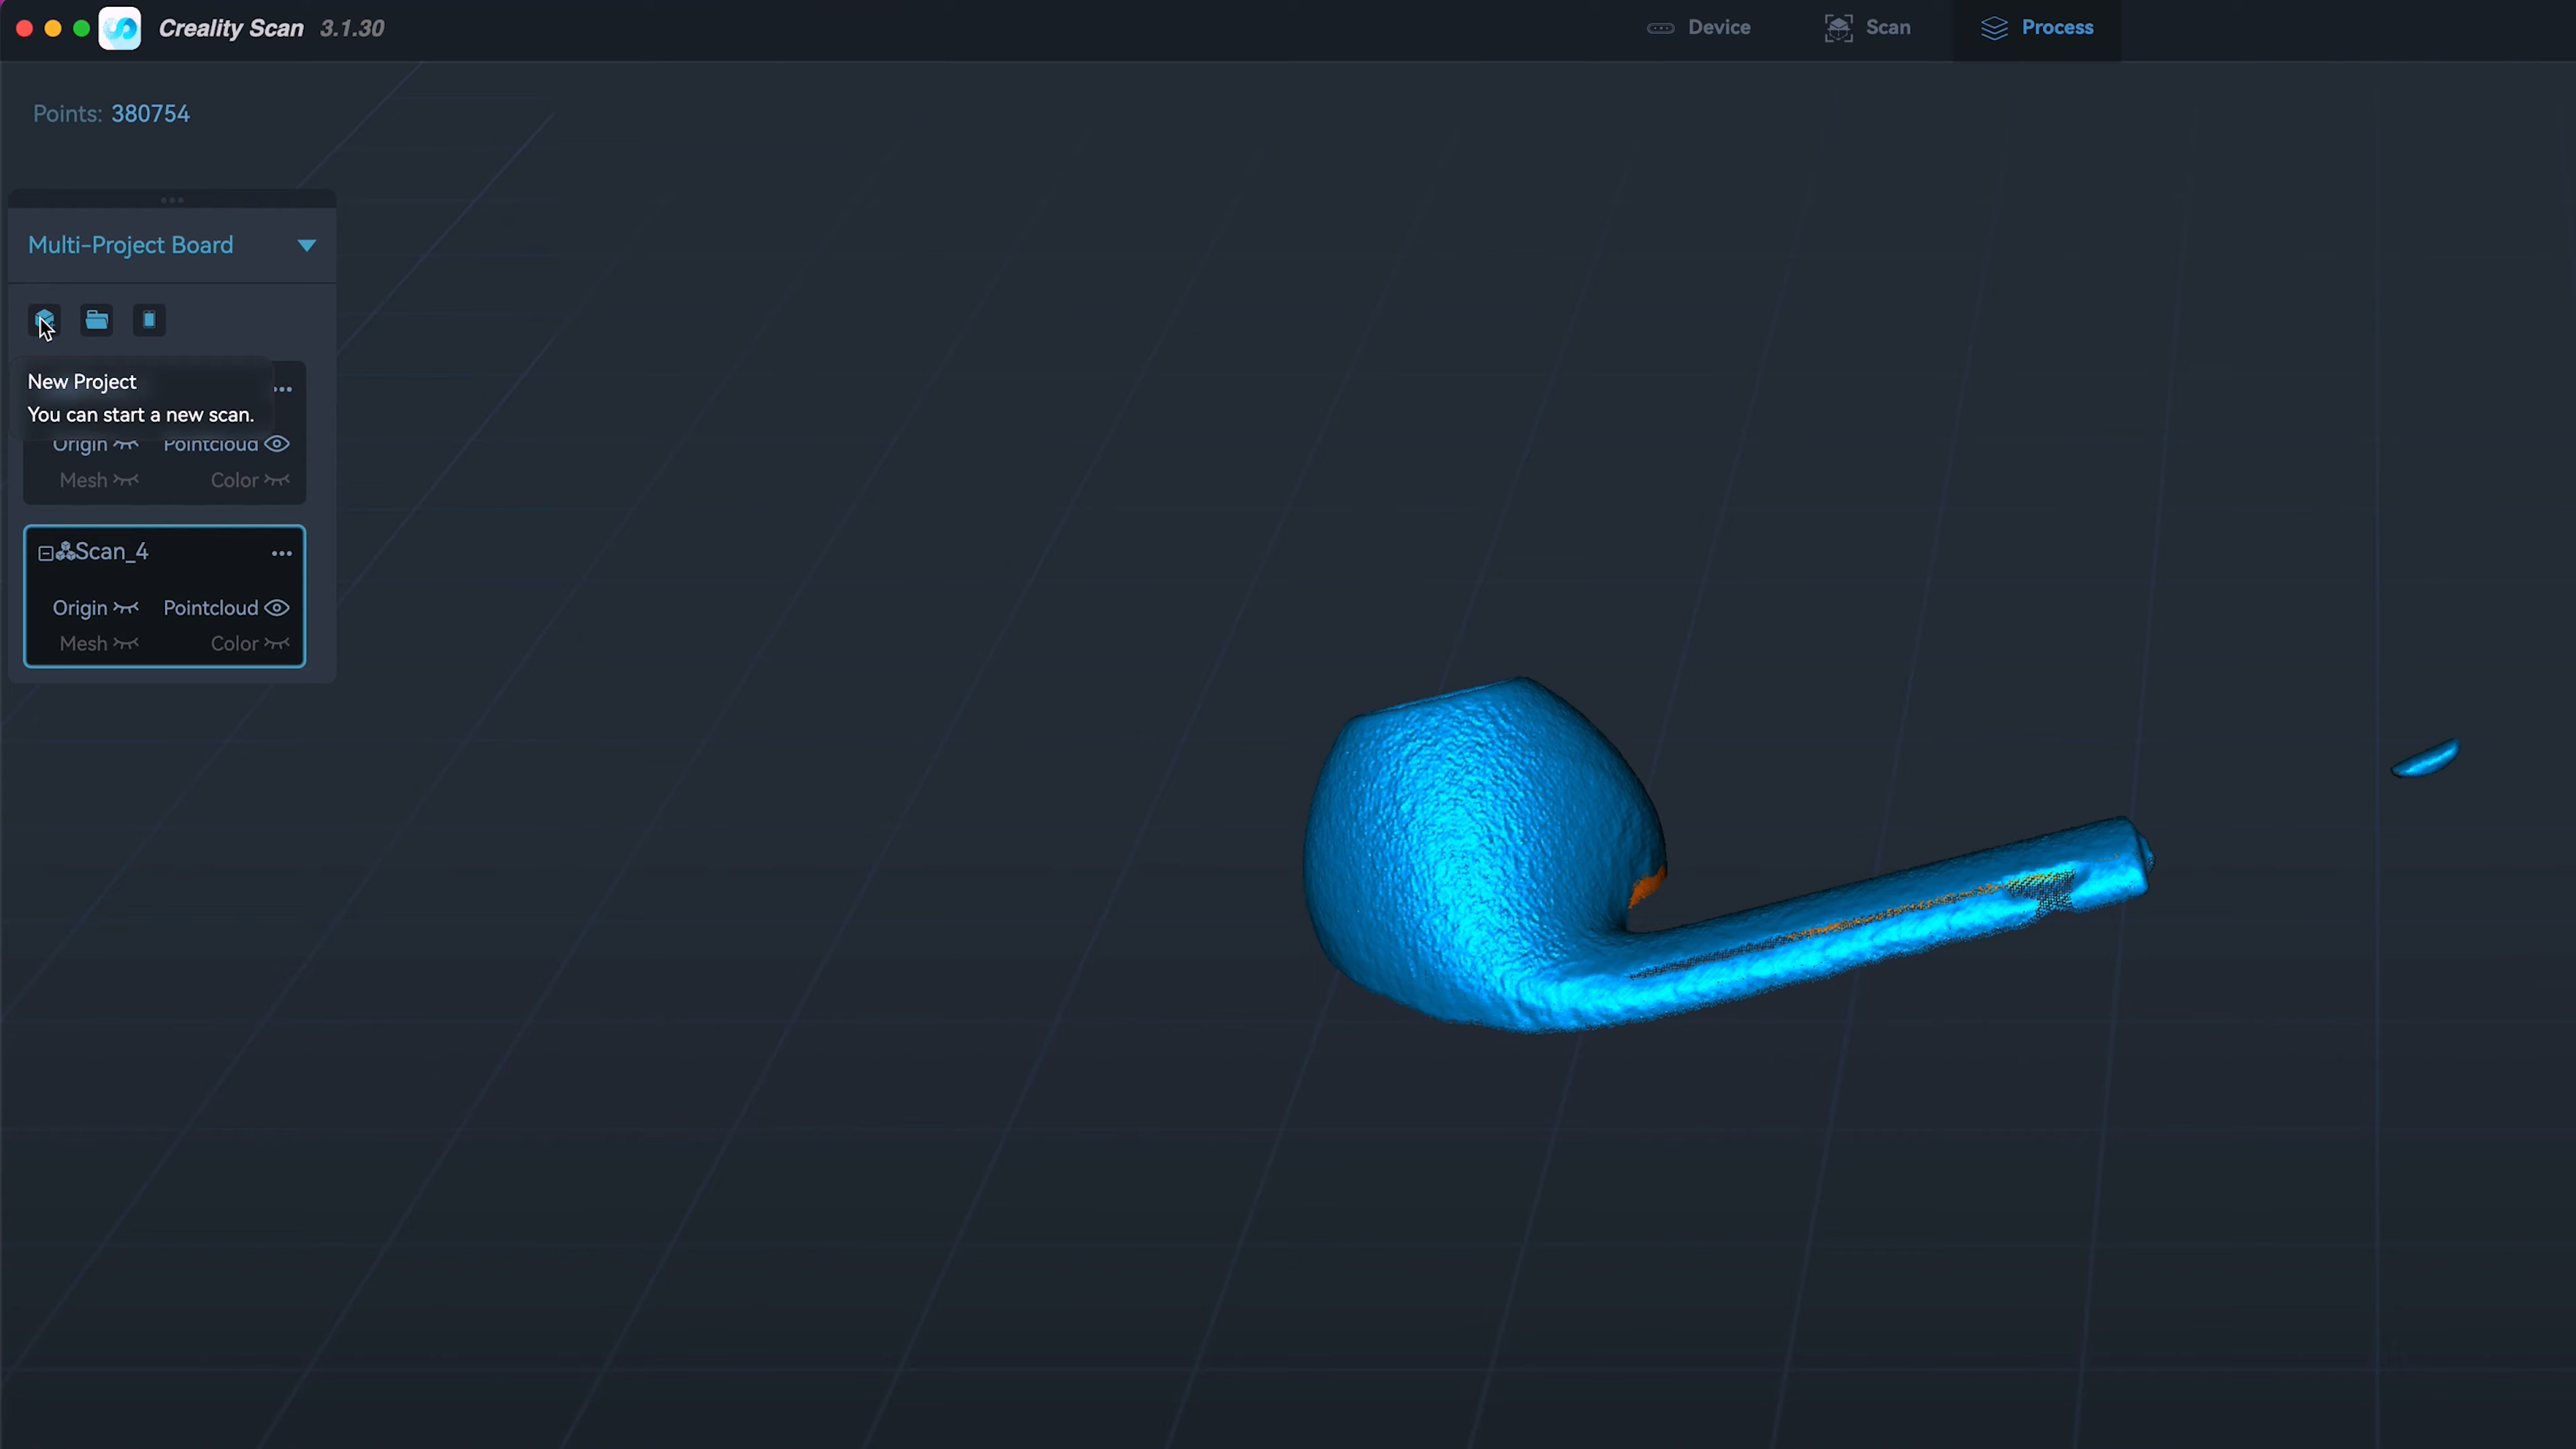 Creality Scan 3.1.30
Device
Scan
Process
Points: 380754
Multi-Project Board
New Project
You can start a new scan.
Origin Pointcloud
Mesh Color
Scan_4
Origin Pointcloud
Mesh Color